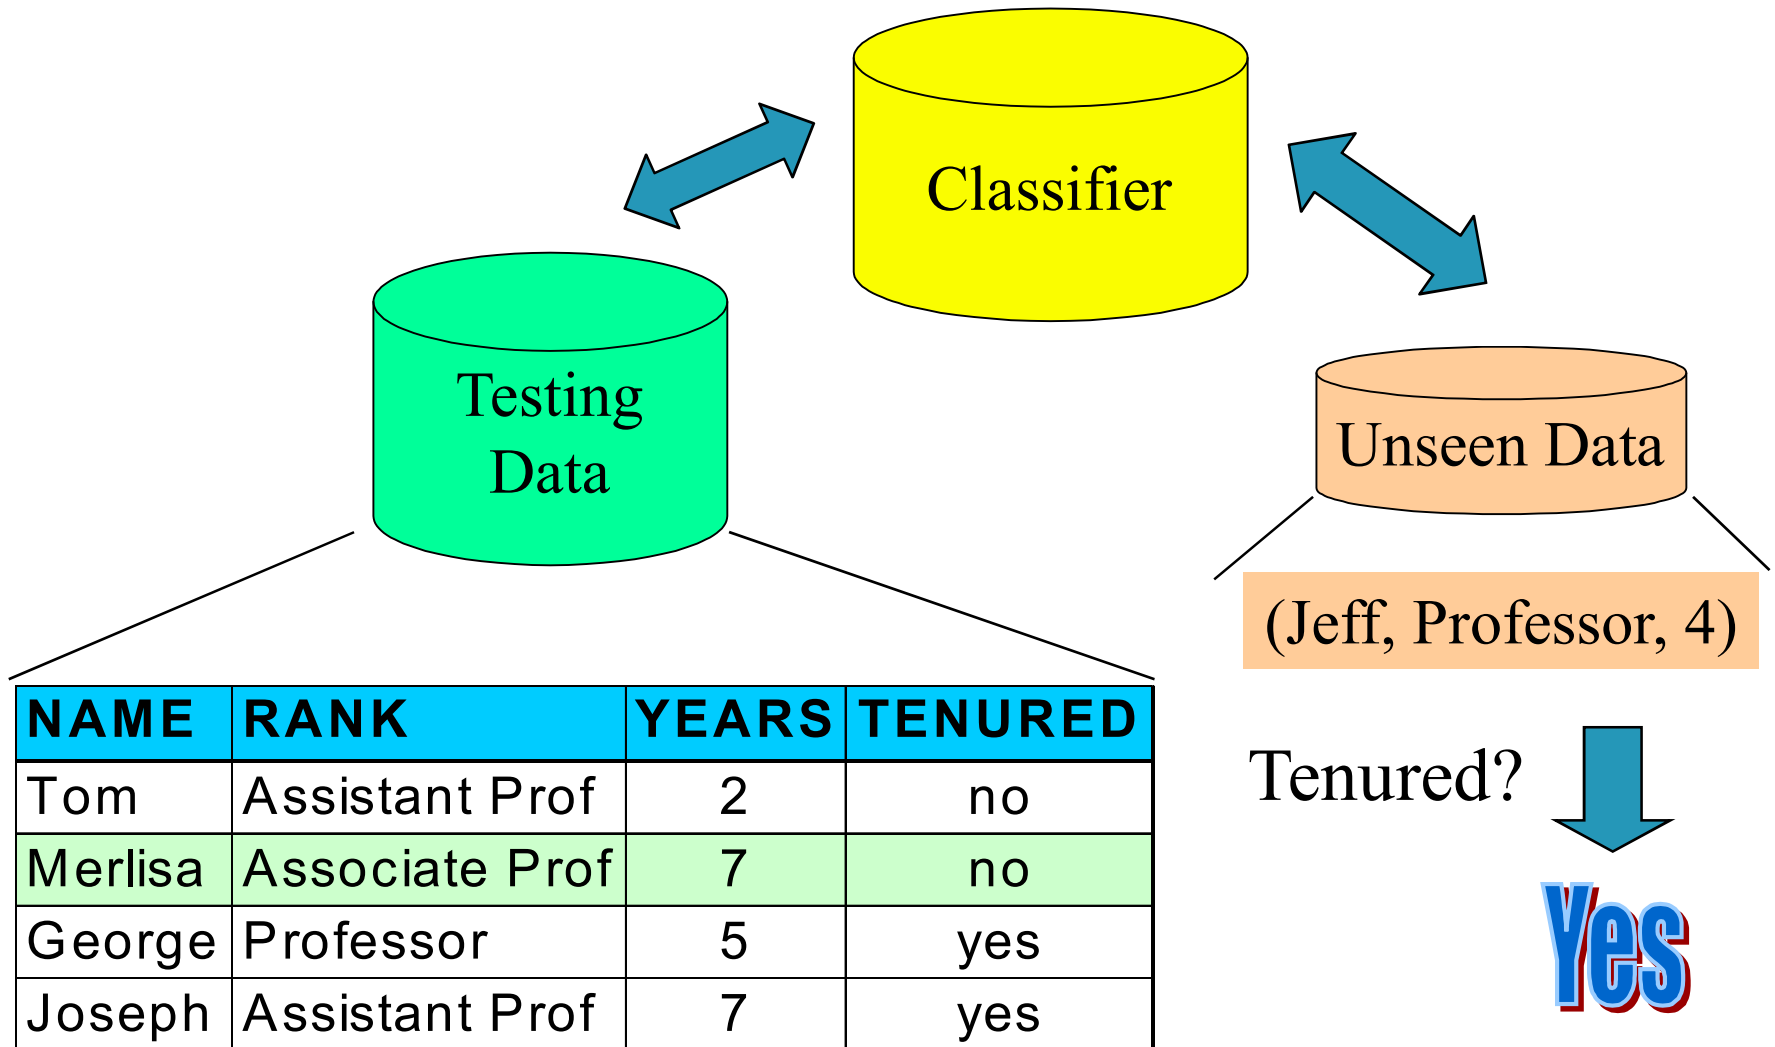 Classifier
Testing
Data
Unseen Data
(Jeff, Professor, 4)
NAME RANK YEARS TENURED
Tom Assistant Prof 2 no
Merlisa Associate Prof 7 no
George Professor 5 yes
Joseph Assistant Prof 7 yes
Tenured?
Yes